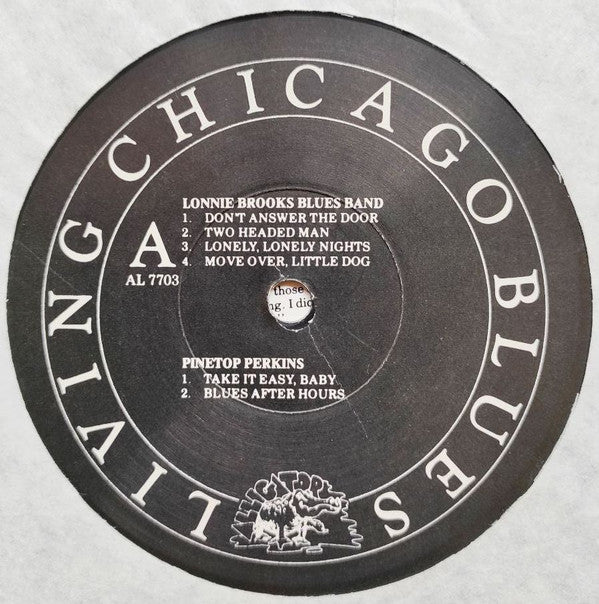 LIVING CHICAGO BLUES
LONNIE BROOKS BLUES BAND
1. DON'T ANSWER THE DOOR
2. TWO HEADED MAN
3. LONELY, LONELY NIGHTS
4. MOVE OVER, LITTLE DOG
A
AL 7703
those
ng. I did
PINETOP PERKINS
1. TAKE IT EASY, BABY
2. BLUES AFTER HOURS
ALLIGATOR